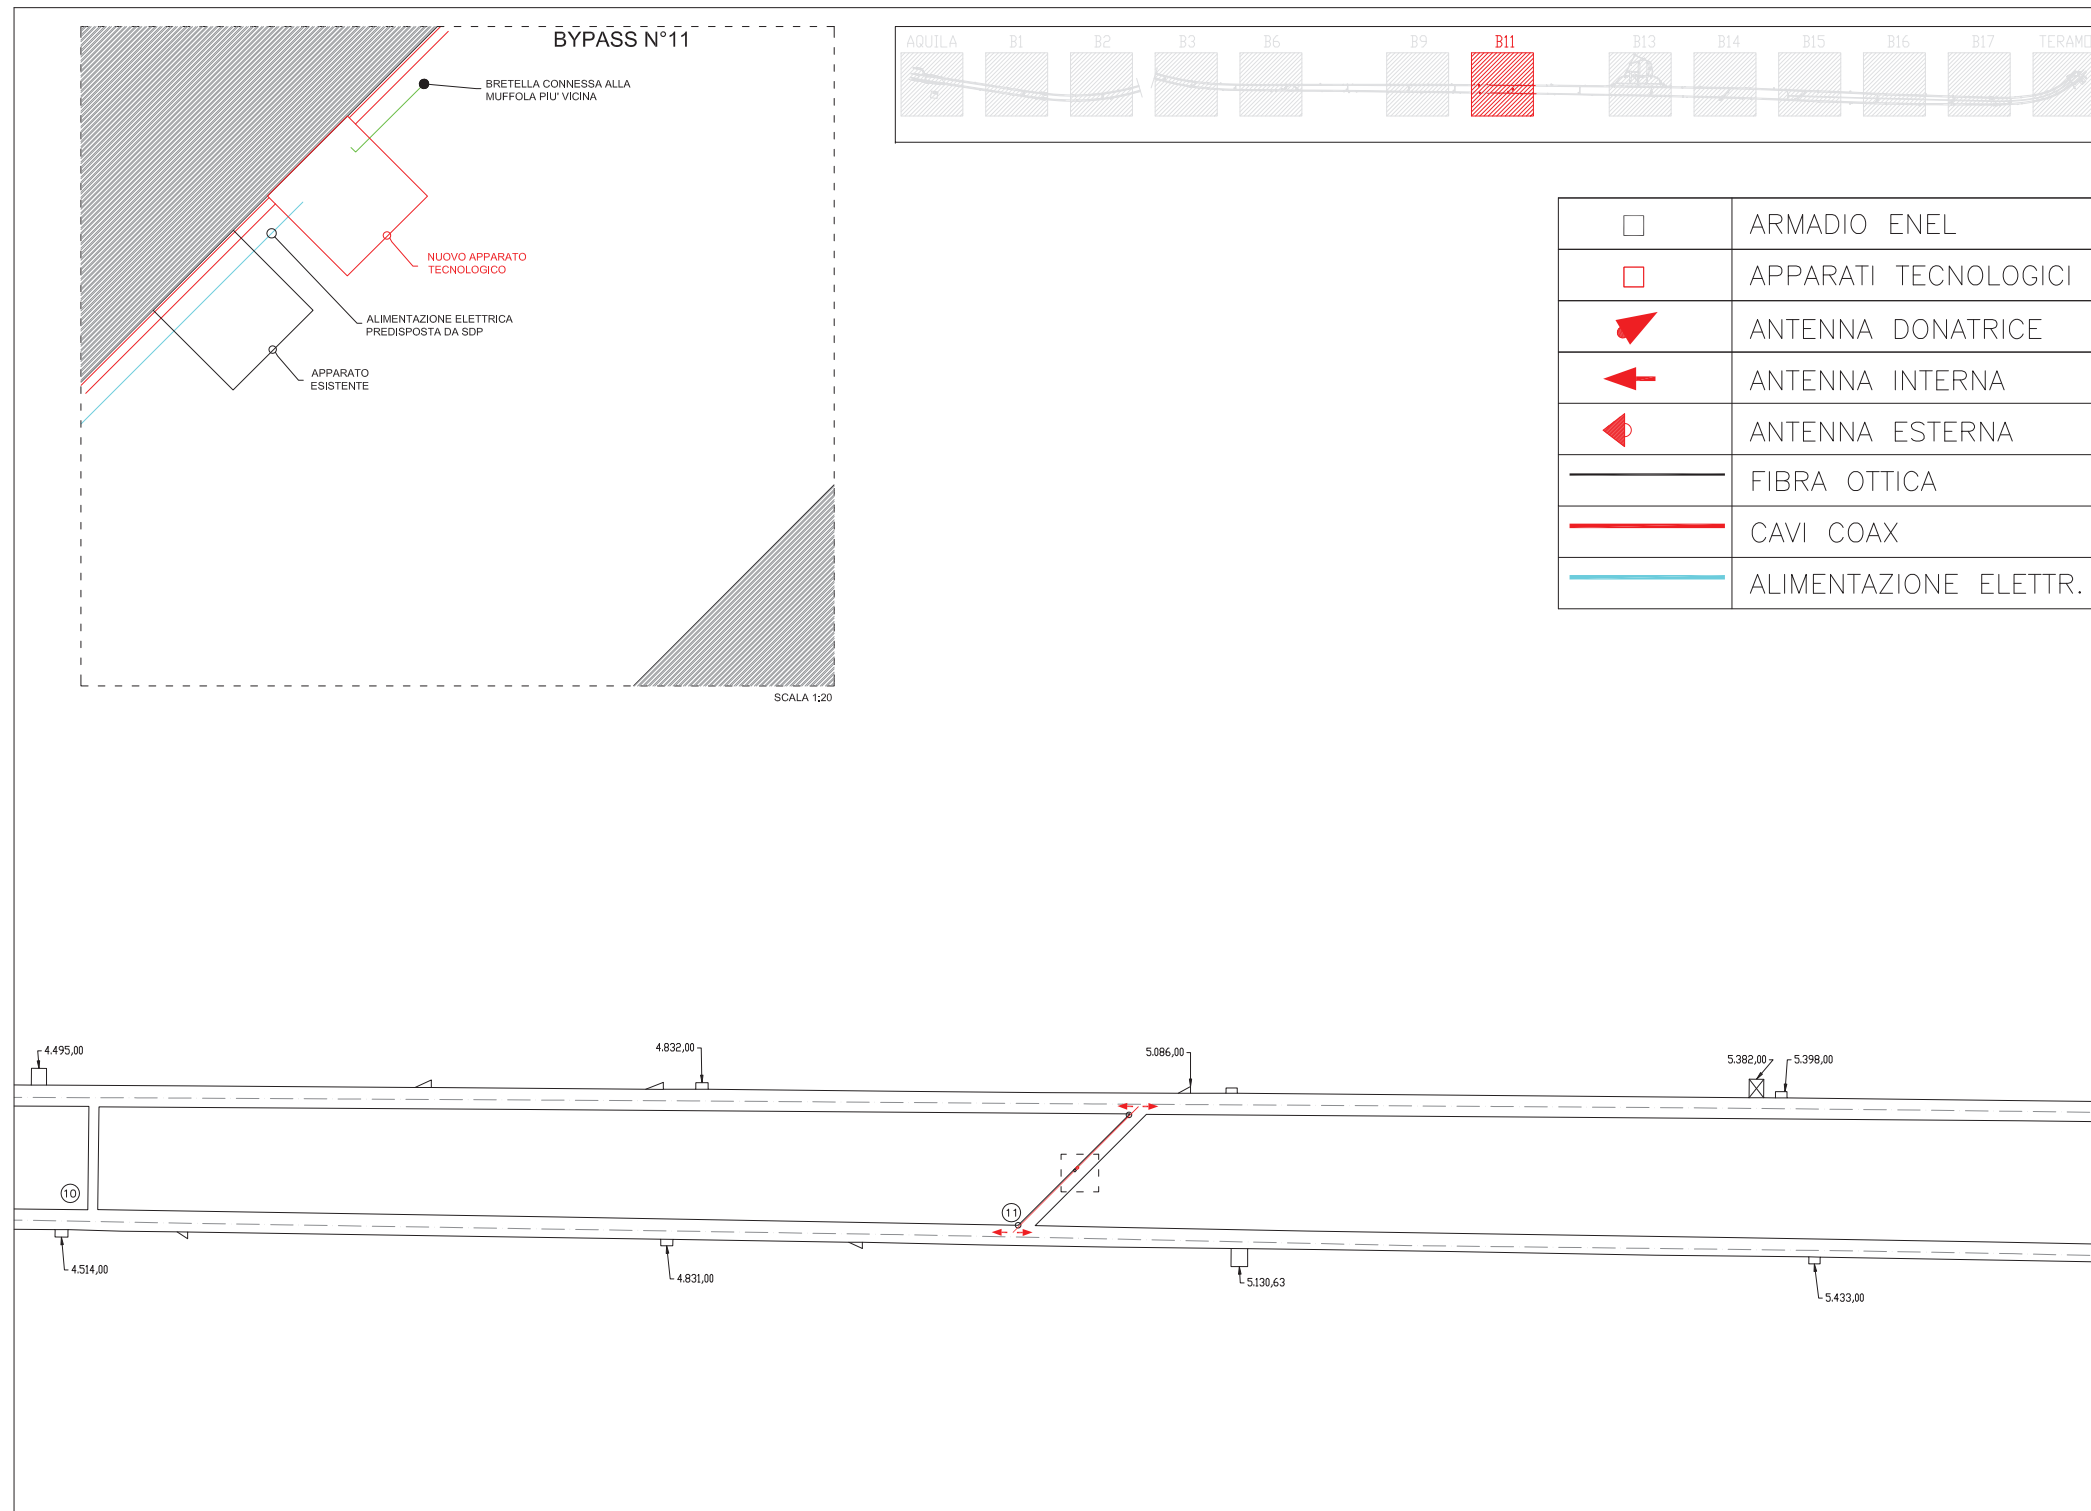 BYPASS N°11
BRETELLA CONNESSA ALLA
MUFFOLA PIU' VICINA
NUOVO APPARATO
TECNOLOGICO
ALIMENTAZIONE ELETTRICA
PREDISPOSTA DA SDP
APPARATO
ESISTENTE
SCALA 1:20
AQUILA B1 B2 B3 B6 B9 B11 B13 B14 B15 B16 B17 TERAMO
ARMADIO ENEL
APPARATI TECNOLOGICI
ANTENNA DONATRICE
ANTENNA INTERNA
ANTENNA ESTERNA
FIBRA OTTICA
CAVI COAX
ALIMENTAZIONE ELETTR.
4.495,00
4.832,00
5.086,00
5.382,00
5.398,00
10
11
4.514,00
4.831,00
5.130,63
5.433,00